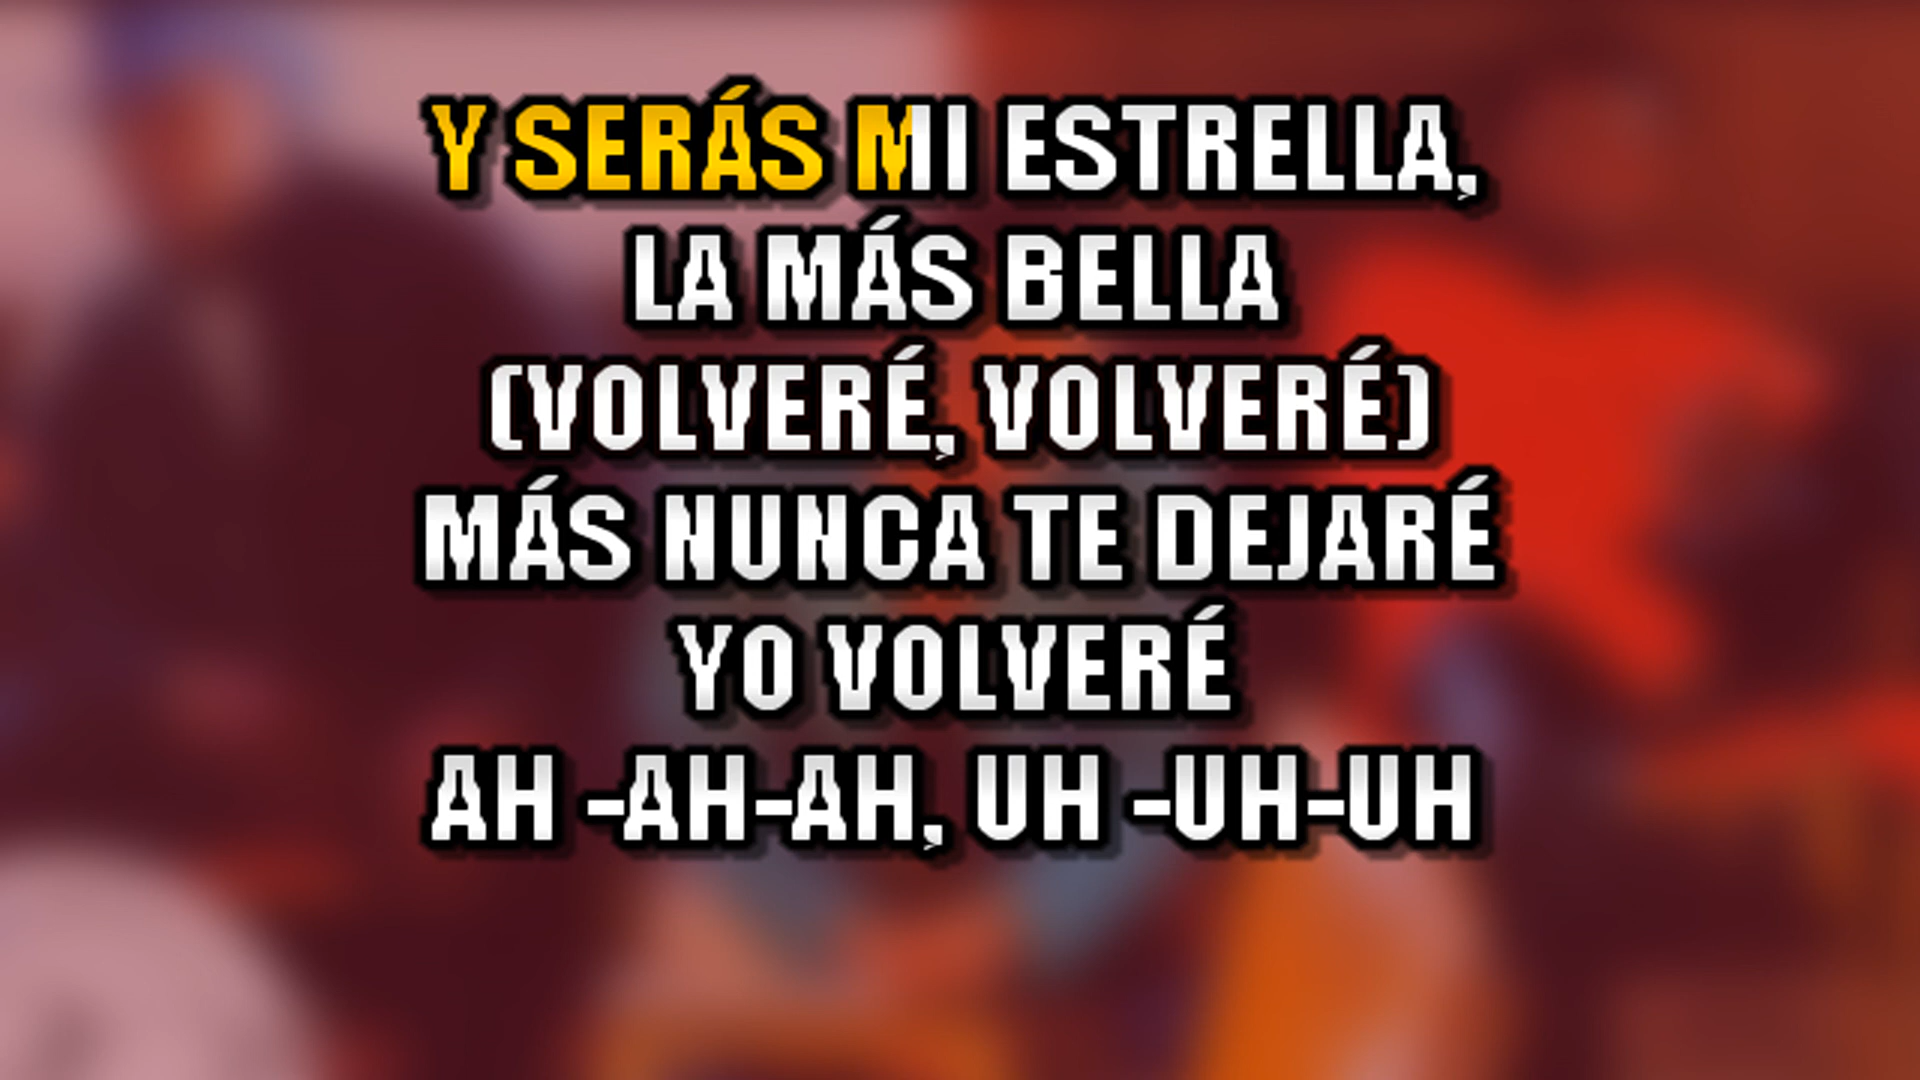 Y SERÁS MI ESTRELLA,
LA MÁS BELLA
(VOLVERÉ, VOLVERÉ)
MÁS NUNCA TE DEJARÉ
YO VOLVERÉ
AH -AH-AH, UH -UH-UH